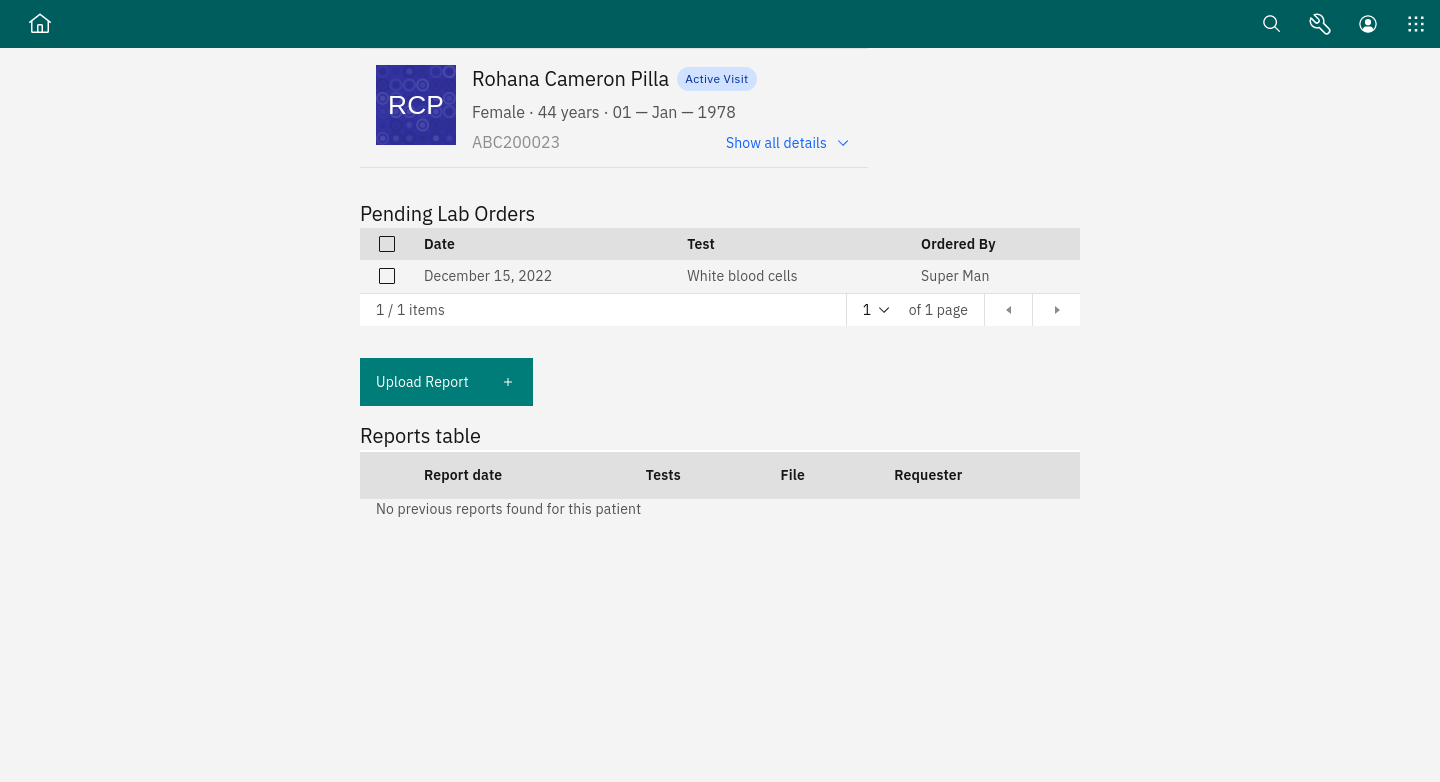 RCP
Rohana Cameron Pilla Active Visit
Female · 44 years · 01 — Jan — 1978
ABC200023 Show all details
Pending Lab Orders
Date Test Ordered By
December 15, 2022 White blood cells Super Man
1 / 1 items 1 of 1 page
Upload Report +
Reports table
Report date Tests File Requester
No previous reports found for this patient